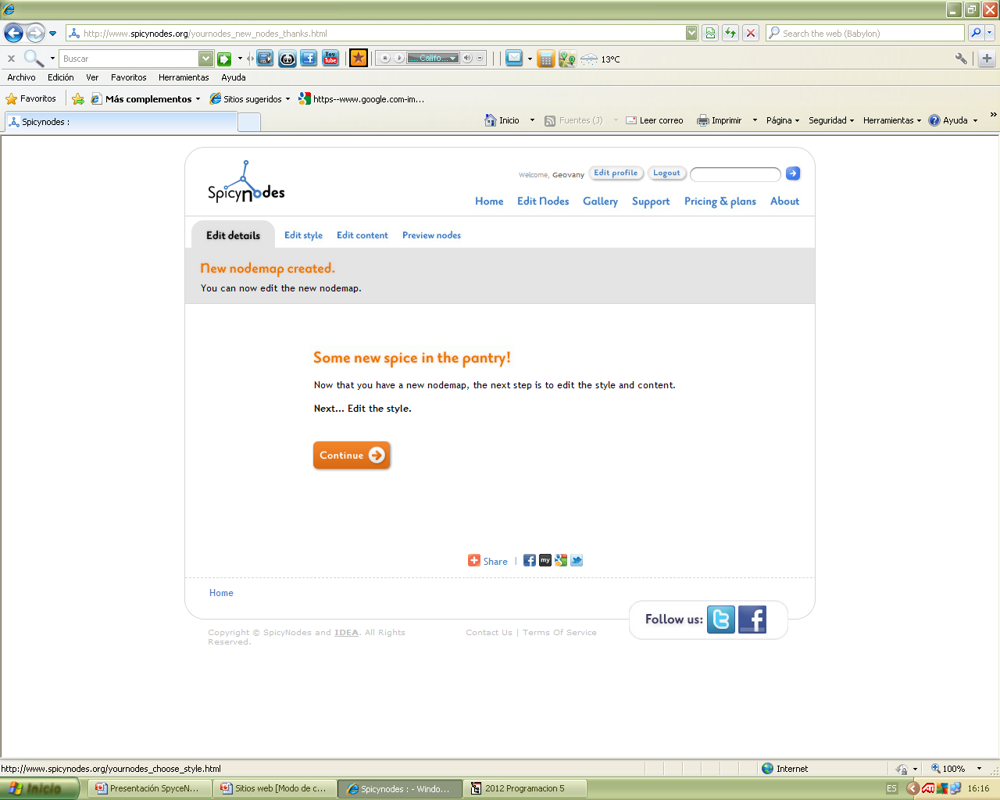 http://www.spicynodes.org/yournodes_new_nodes_thanks.html
Search the web (Babylon)
Buscar
You Tube
Califo...
13°C
Archivo Edición Ver Favoritos Herramientas Ayuda
Favoritos Más complementos Sitios sugeridos https--www.google.com-im...
Spicynodes :
Inicio Fuentes (J) Leer correo Imprimir Página Seguridad Herramientas Ayuda
Spicynodes
Welcome, Geovany Edit profile Logout
Home Edit Nodes Gallery Support Pricing & plans About
Edit details Edit style Edit content Preview nodes
New nodemap created.
You can now edit the new nodemap.
Some new spice in the pantry!
Now that you have a new nodemap, the next step is to edit the style and content.
Next... Edit the style.
Continue
Share | my
Home
Follow us:
Copyright © SpicyNodes and IDEA. All Rights
Reserved.
Contact Us | Terms Of Service
http://www.spicynodes.org/yournodes_choose_style.html
Internet
100%
Inicio
Presentación SpyceN...
Sitios web [Modo de c...
Spicynodes : - Windo...
2012 Programacion 5
ES
16:16